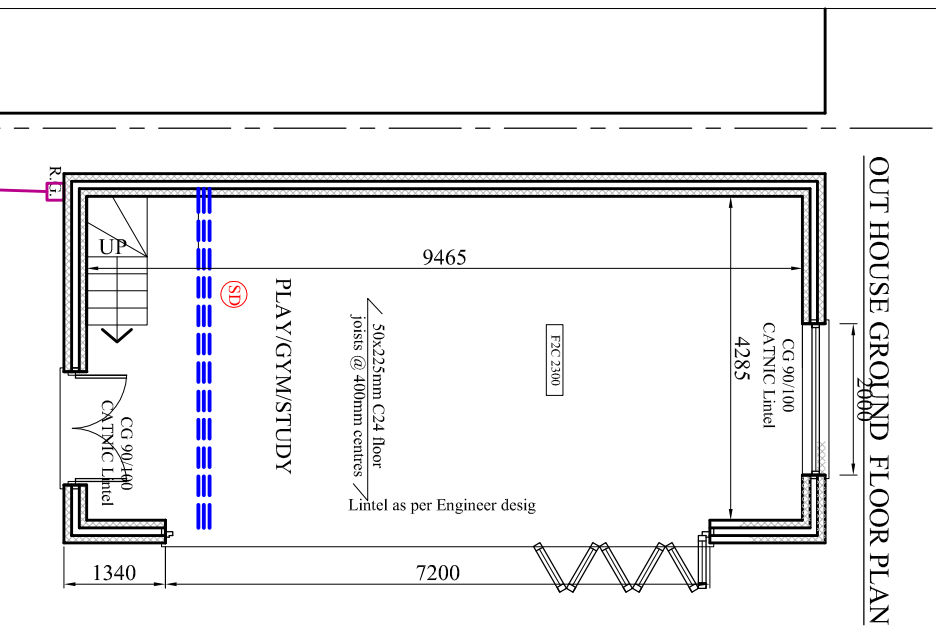 OUT HOUSE GROUND FLOOR PLAN
R.G.
UP
9465
SD
PLAY/GYM/STUDY
50x225mm C24 floor
joists @ 400mm centres
F2C 2300
4285
CG 90/100
CATNIC Lintel
2000
CG 90/100
CATNIC Lintel
Lintel as per Engineer desig
1340
7200